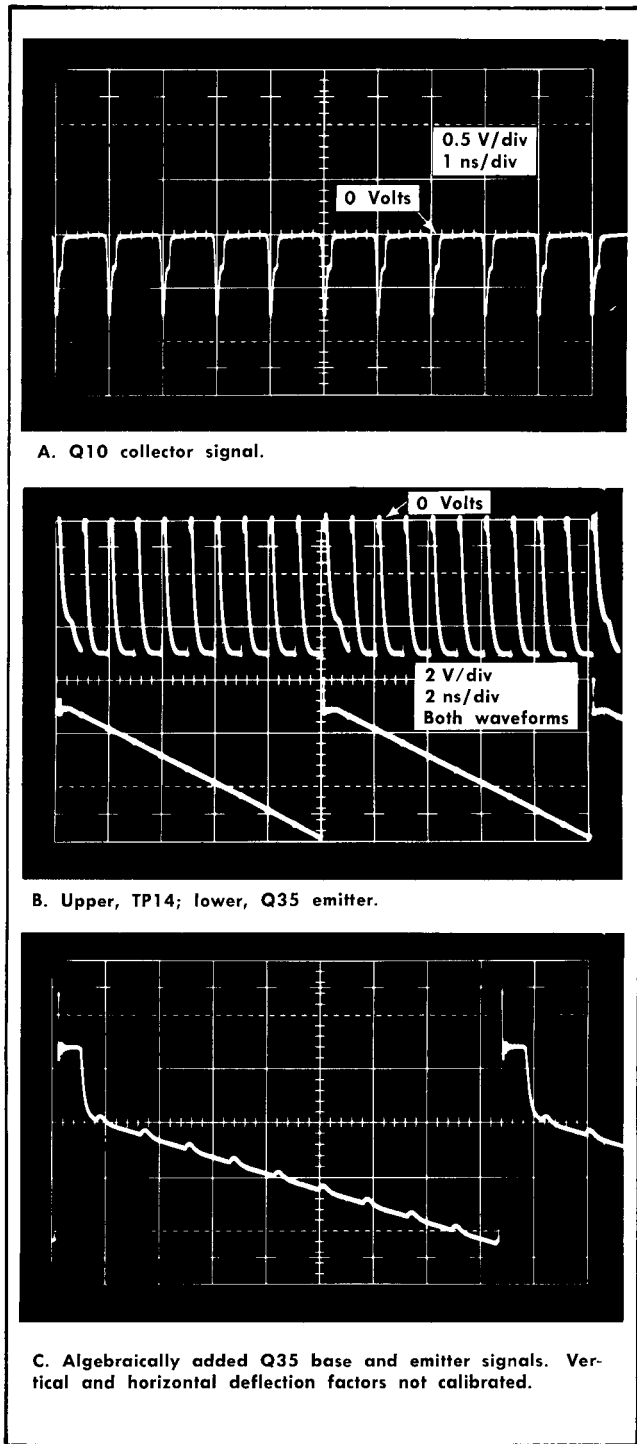 0.5 V/div
1 ns/div
0 Volts
A. Q10 collector signal.
0 Volts
2 V/div
2 ns/div
Both waveforms
B. Upper, TP14; lower, Q35 emitter.
C. Algebraically added Q35 base and emitter signals. Ver-
tical and horizontal deflection factors not calibrated.